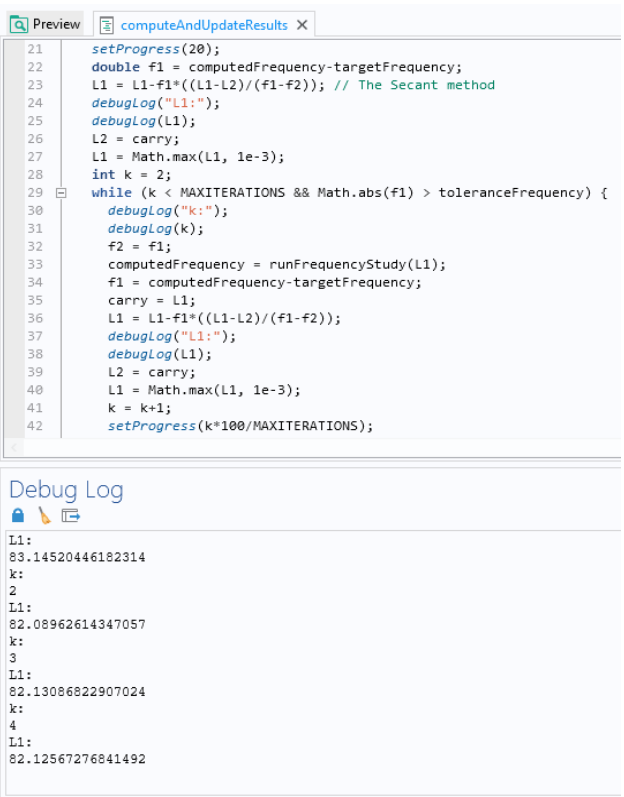 Preview computeAndUpdateResults
21 setProgress(20);
22 double f1 = computedFrequency-targetFrequency;
23 L1 = L1-f1*((L1-L2)/(f1-f2)); // The Secant method
24 debugLog("L1:");
25 debugLog(L1);
26 L2 = carry;
27 L1 = Math.max(L1, 1e-3);
28 int k = 2;
29 while (k < MAXITERATIONS && Math.abs(f1) > toleranceFrequency) {
30 debugLog("k:");
31 debugLog(k);
32 f2 = f1;
33 computedFrequency = runFrequencyStudy(L1);
34 f1 = computedFrequency-targetFrequency;
35 carry = L1;
36 L1 = L1-f1*((L1-L2)/(f1-f2));
37 debugLog("L1:");
38 debugLog(L1);
39 L2 = carry;
40 L1 = Math.max(L1, 1e-3);
41 k = k+1;
42 setProgress(k*100/MAXITERATIONS);
Debug Log
L1:
83.14520446182314
k:
2
L1:
82.08962614347057
k:
3
L1:
82.13086822907024
k:
4
L1:
82.12567276841492